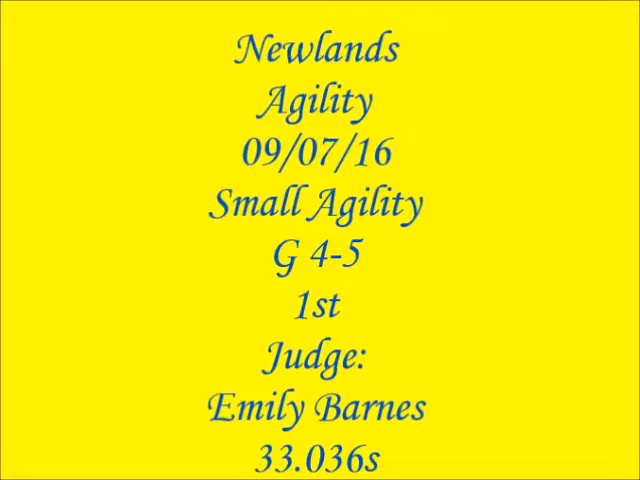 Newlands
Agility
09/07/16
Small Agility
G 4-5
1st
Judge:
Emily Barnes
33.036s